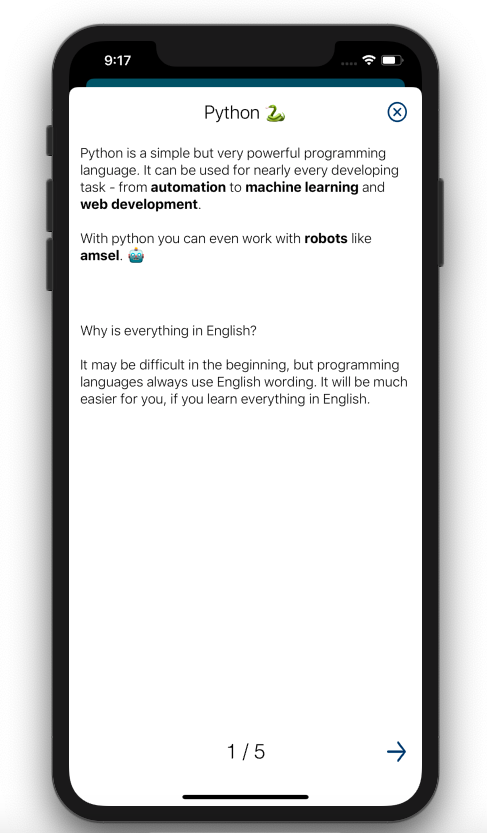 9:17
Python 🐍
Python is a simple but very powerful programming
language. It can be used for nearly every developing
task - from automation to machine learning and
web development.
With python you can even work with robots like
amsel. 🤖
Why is everything in English?
It may be difficult in the beginning, but programming
languages always use English wording. It will be much
easier for you, if you learn everything in English.
1 / 5